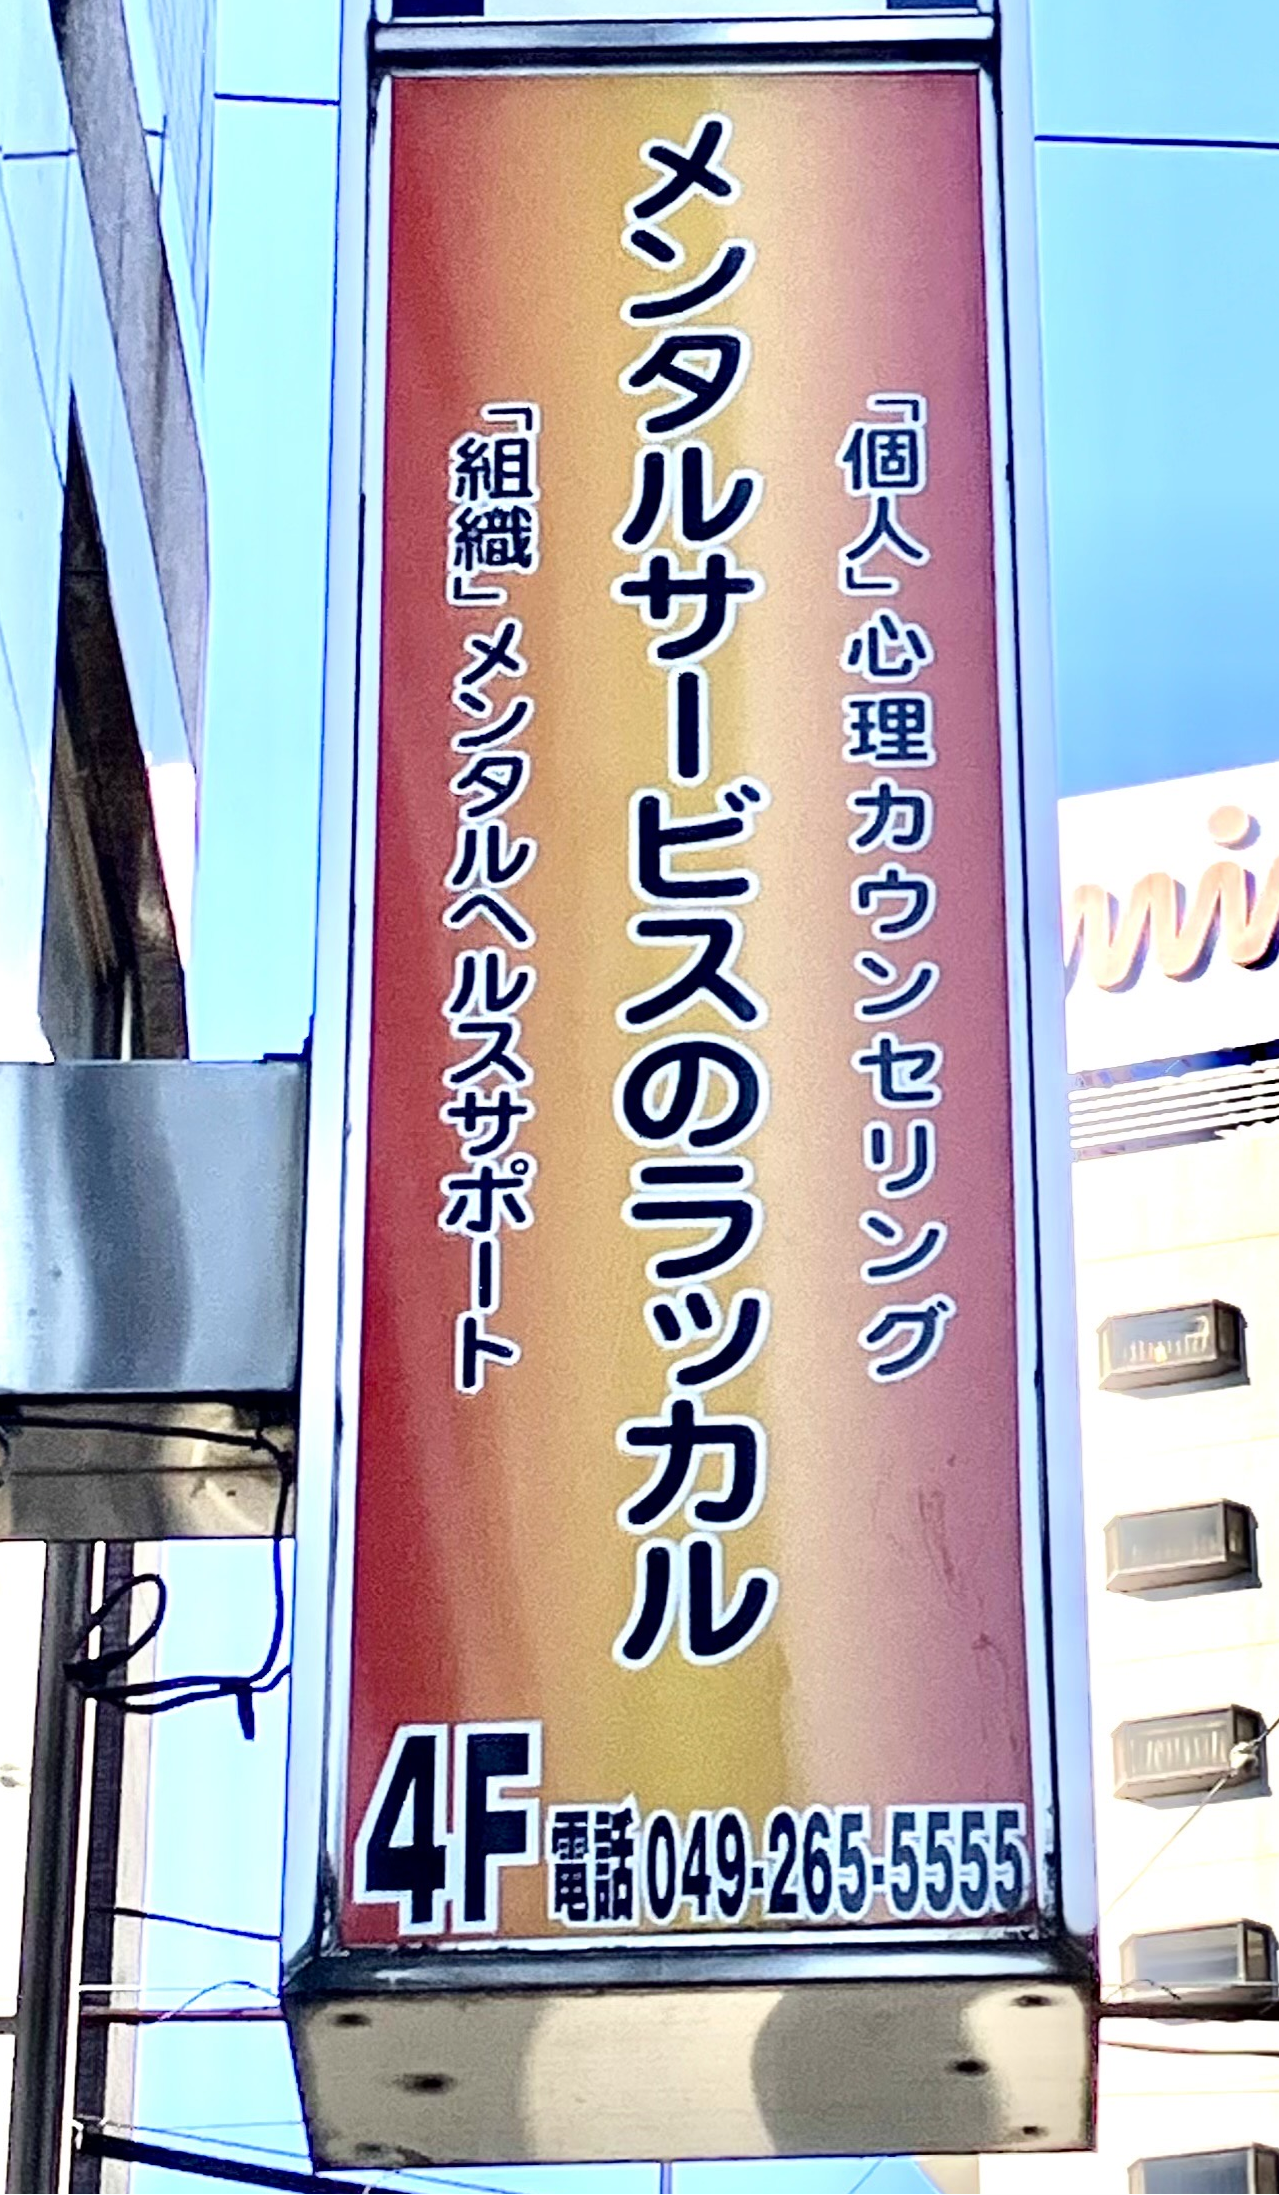 「個人」心理カウンセリング
メンタルサービスのラッカル
「組織」メンタルヘルスサポート
4F 電話 049-265-5555